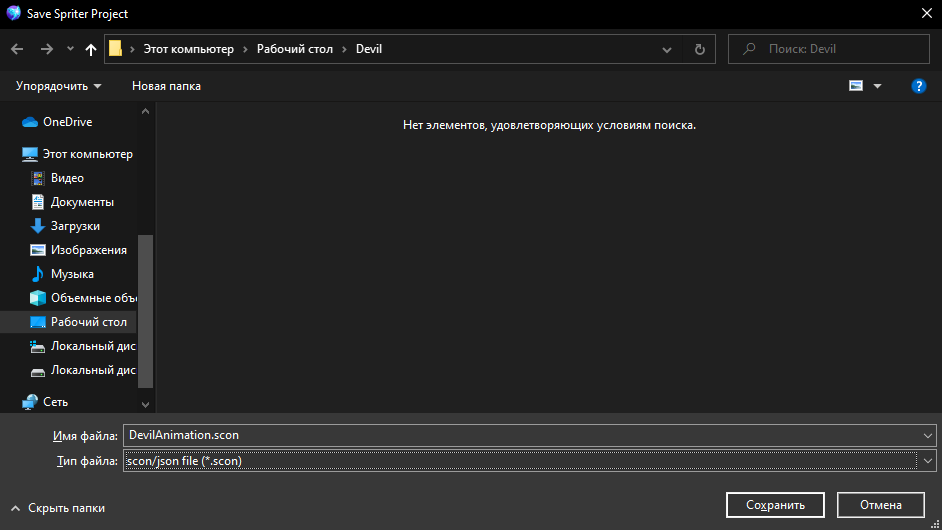 Save Spriter Project
Этот компьютер
Рабочий стол
Devil
Поиск: Devil
Упорядочить
Новая папка
?
OneDrive
Этот компьютер
Видео
Документы
Загрузки
Изображения
Музыка
Объемные объ
Рабочий стол
Локальный дис
Локальный дис
Сеть
Нет элементов, удовлетворяющих условиям поиска.
Имя файла: DevilAnimation.scon
Тип файла: scon/json file (*.scon)
Скрыть папки
Сохранить
Отмена